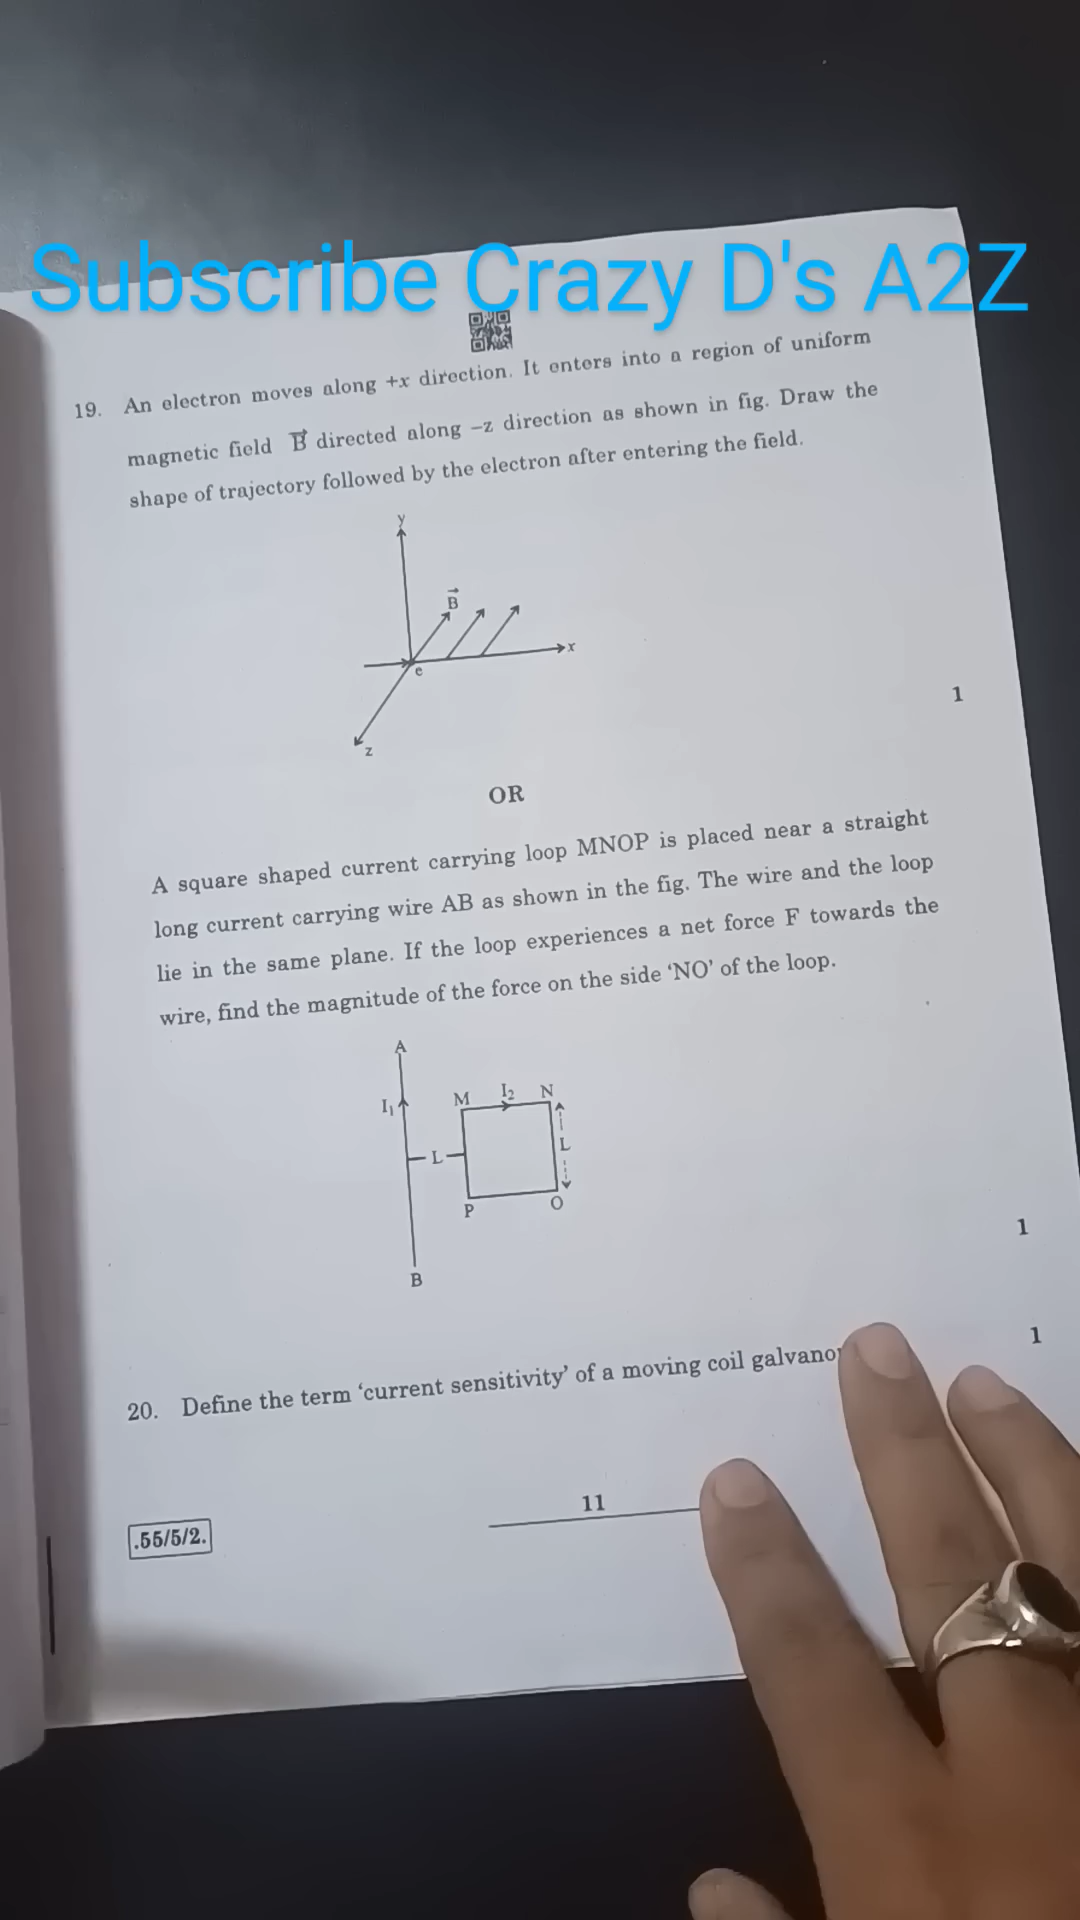 Subscribe Crazy D's A2Z
19. An electron moves along +x direction. It enters into a region of uniform
magnetic field B⃗ directed along –z direction as shown in fig. Draw the
shape of trajectory followed by the electron after entering the field.
y
B⃗
x
e
z
1
OR
A square shaped current carrying loop MNOP is placed near a straight
long current carrying wire AB as shown in the fig. The wire and the loop
lie in the same plane. If the loop experiences a net force F towards the
wire, find the magnitude of the force on the side ‘NO’ of the loop.
A
I₁ M I₂ N
L L
P O
B
1
20. Define the term ‘current sensitivity’ of a moving coil 1
.55/5/2. 11